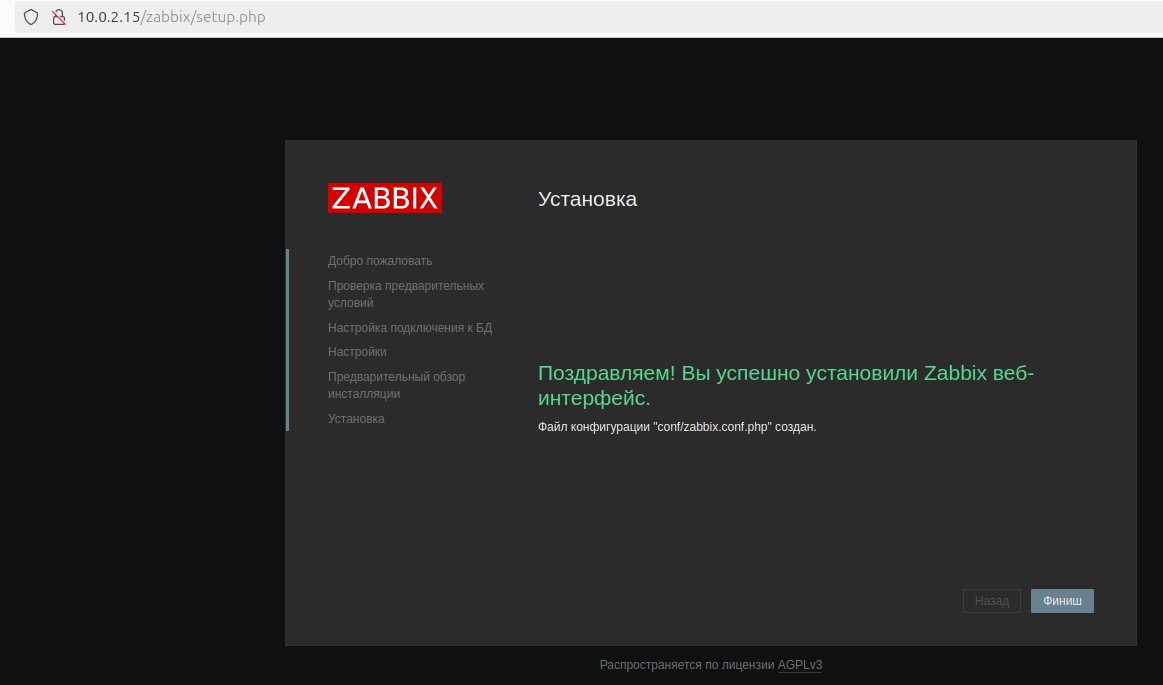 10.0.2.15/zabbix/setup.php
ZABBIX
Установка
Добро пожаловать
Проверка предварительных
условий
Настройка подключения к БД
Настройки
Предварительный обзор
инсталляции
Установка
Поздравляем! Вы успешно установили Zabbix веб-
интерфейс.
Файл конфигурации "conf/zabbix.conf.php" создан.
Назад
Финиш
Распространяется по лицензии AGPLv3